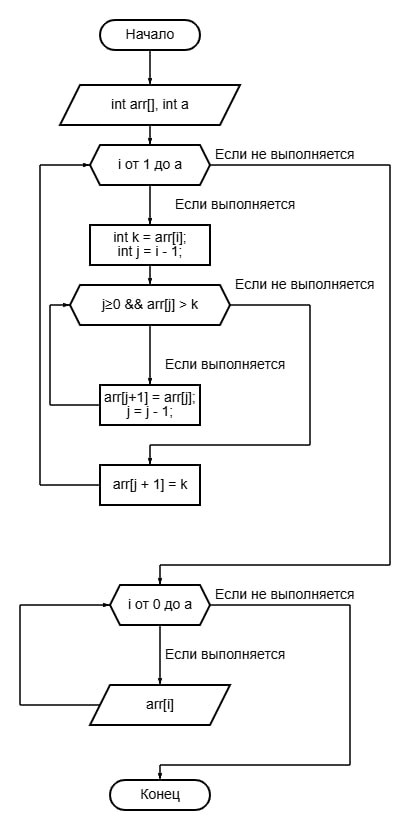 Начало
int arr[], int a
Если не выполняется
i от 1 до a
Если выполняется
int k = arr[i];
int j = i - 1;
Если не выполняется
j≥0 && arr[j] > k
Если выполняется
arr[j+1] = arr[j];
j = j - 1;
arr[j + 1] = k
Если не выполняется
i от 0 до a
Если выполняется
arr[i]
Конец